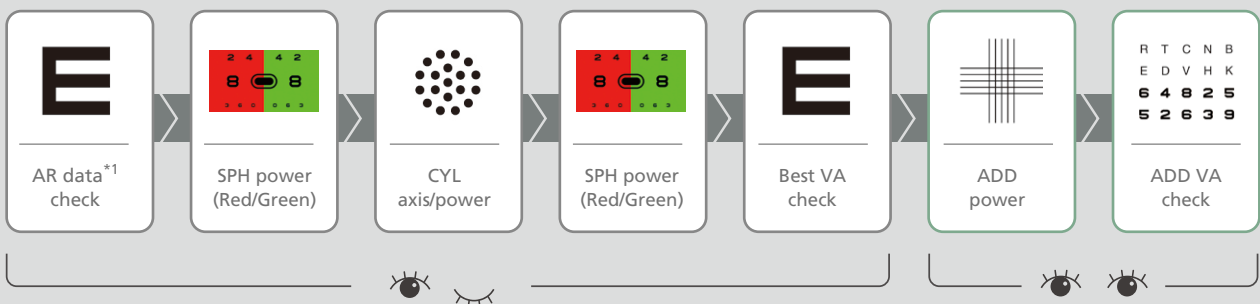 E
AR data*1
check
2 4 4 2
8 8
3 6 0 0 6 3
SPH power
(Red/Green)
CYL
axis/power
2 4 4 2
8 8
3 6 0 0 6 3
SPH power
(Red/Green)
E
Best VA
check
ADD
power
R T C N B
E D V H K
6 4 8 2 5
5 2 6 3 9
ADD VA
check